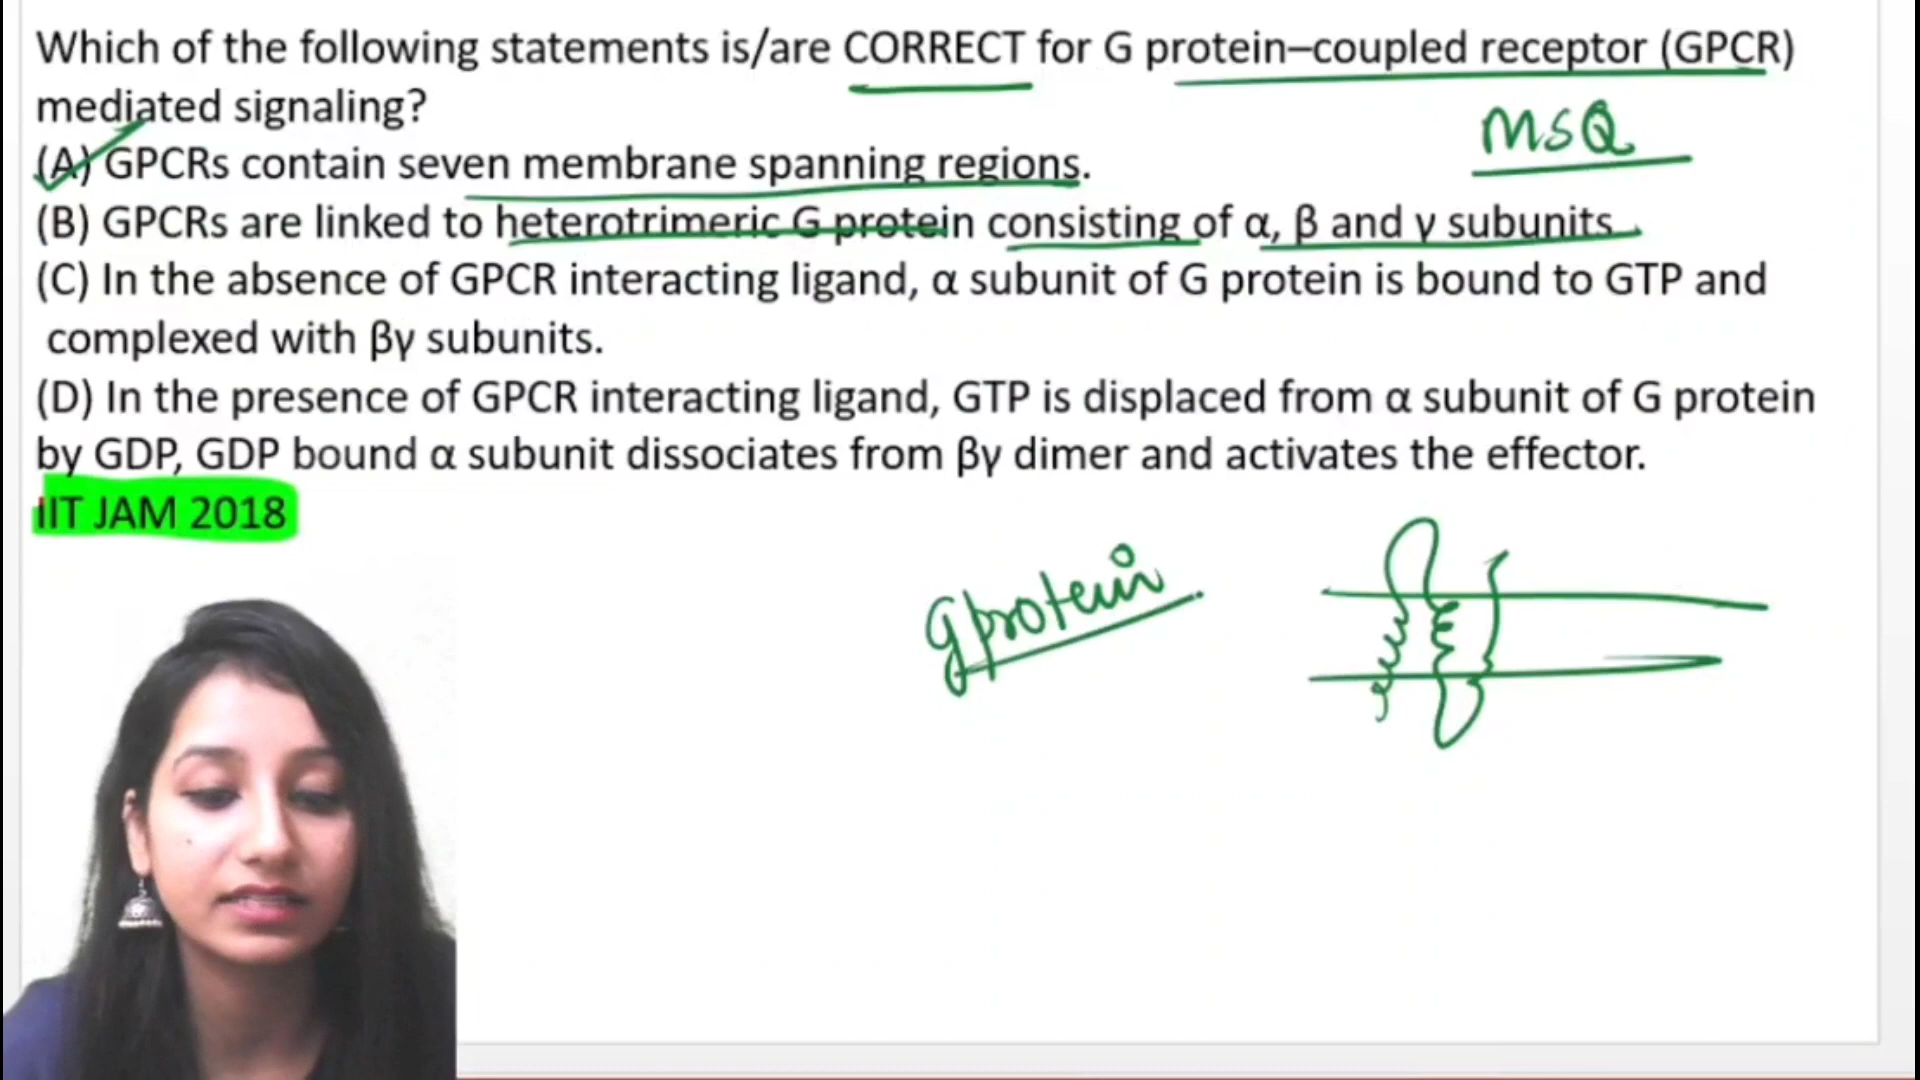 Which of the following statements is/are CORRECT for G protein–coupled receptor (GPCR)
mediated signaling?
MSQ
(A) GPCRs contain seven membrane spanning regions.
(B) GPCRs are linked to heterotrimeric G protein consisting of α, β and γ subunits
(C) In the absence of GPCR interacting ligand, α subunit of G protein is bound to GTP and
complexed with βγ subunits.
(D) In the presence of GPCR interacting ligand, GTP is displaced from α subunit of G protein
by GDP, GDP bound α subunit dissociates from βγ dimer and activates the effector.
IIT JAM 2018
G protein